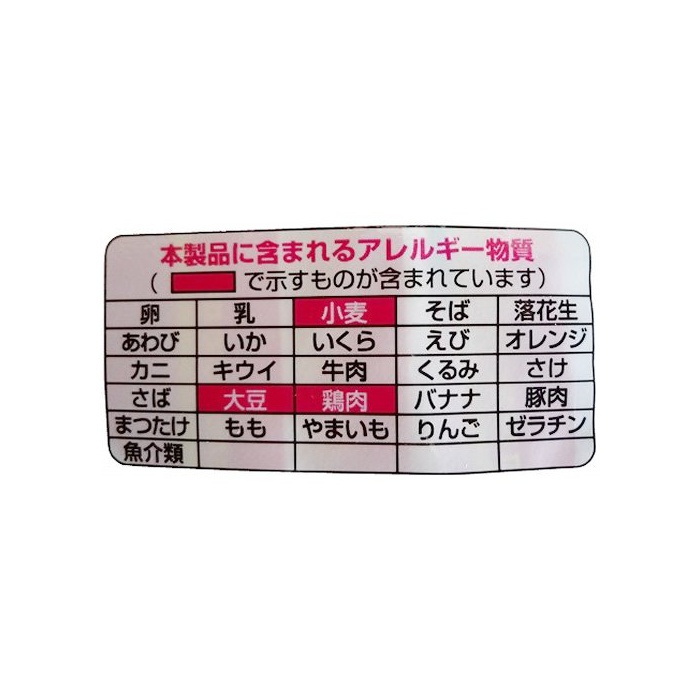 本製品に含まれるアレルギー物質
( で示すものが含まれています)
卵 乳 小麦 そば 落花生
あわび いか いくら えび オレンジ
カニ キウイ 牛肉 くるみ さけ
さば 大豆 鶏肉 バナナ 豚肉
まつたけ もも やまいも りんご ゼラチン
魚介類